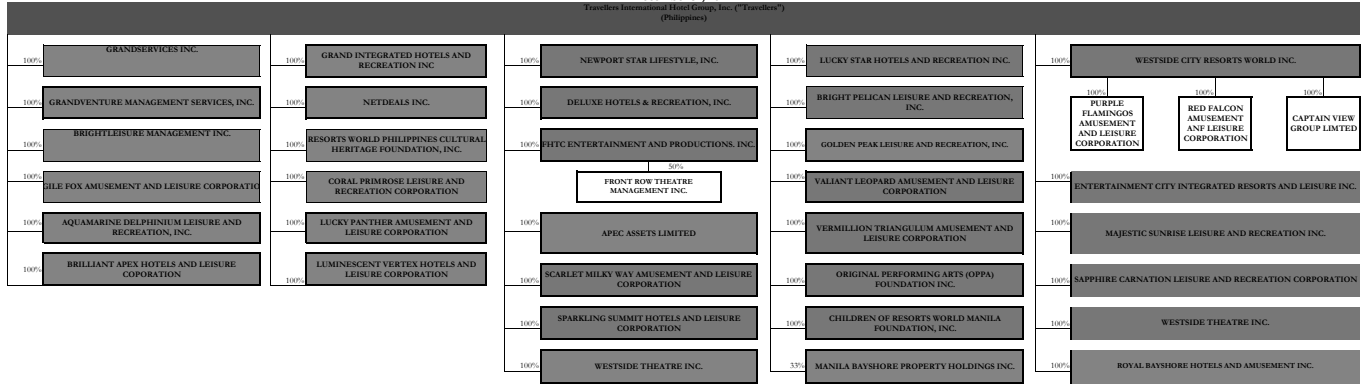 Travellers International Hotel Group, Inc. ("Travellers")
(Philippines)
100%
GRANDSERVICES INC.
100%
GRANDVENTURE MANAGEMENT SERVICES, INC.
100%
BRIGHTLEISURE MANAGEMENT INC.
100%
GILE FOX AMUSEMENT AND LEISURE CORPORATIO
100%
AQUAMARINE DELPHINIUM LEISURE AND
RECREATION, INC.
100%
BRILLIANT APEX HOTELS AND LEISURE
COPORATION
100%
GRAND INTEGRATED HOTELS AND
RECREATION INC
100%
NETDEALS INC.
100%
RESORTS WORLD PHILIPPINES CULTURAL
HERITAGE FOUNDATION, INC.
100%
CORAL PRIMROSE LEISURE AND
RECREATION CORPORATION
100%
LUCKY PANTHER AMUSEMENT AND
LEISURE CORPORATION
100%
LUMINESCENT VERTEX HOTELS AND
LEISURE CORPORATION
100%
NEWPORT STAR LIFESTYLE, INC.
100%
DELUXE HOTELS & RECREATION, INC.
100%
FHTC ENTERTAINMENT AND PRODUCTIONS. INC.
50%
FRONT ROW THEATRE
MANAGEMENT INC.
100%
APEC ASSETS LIMITED
100%
SCARLET MILKY WAY AMUSEMENT AND LEISURE
CORPORATION
100%
SPARKLING SUMMIT HOTELS AND LEISURE
CORPORATION
100%
WESTSIDE THEATRE INC.
100%
LUCKY STAR HOTELS AND RECREATION INC.
100%
BRIGHT PELICAN LEISURE AND RECREATION,
INC.
100%
GOLDEN PEAK LEISURE AND RECREATION, INC.
100%
VALIANT LEOPARD AMUSEMENT AND LEISURE
CORPORATION
100%
VERMILLION TRIANGULUM AMUSEMENT AND
LEISURE CORPORATION
100%
ORIGINAL PERFORMING ARTS (OPPA)
FOUNDATION INC.
100%
CHILDREN OF RESORTS WORLD MANILA
FOUNDATION, INC.
33%
MANILA BAYSHORE PROPERTY HOLDINGS INC.
100%
WESTSIDE CITY RESORTS WORLD INC.
100%
PURPLE
FLAMINGOS
AMUSEMENT
AND LEISURE
CORPORATION
100%
RED FALCON
AMUSEMENT
ANF LEISURE
CORPORATION
100%
CAPTAIN VIEW
GROUP LIMTED
100%
ENTERTAINMENT CITY INTEGRATED RESORTS AND LEISURE INC.
100%
MAJESTIC SUNRISE LEISURE AND RECREATION INC.
100%
SAPPHIRE CARNATION LEISURE AND RECREATION CORPORATION
100%
WESTSIDE THEATRE INC.
100%
ROYAL BAYSHORE HOTELS AND AMUSEMENT INC.